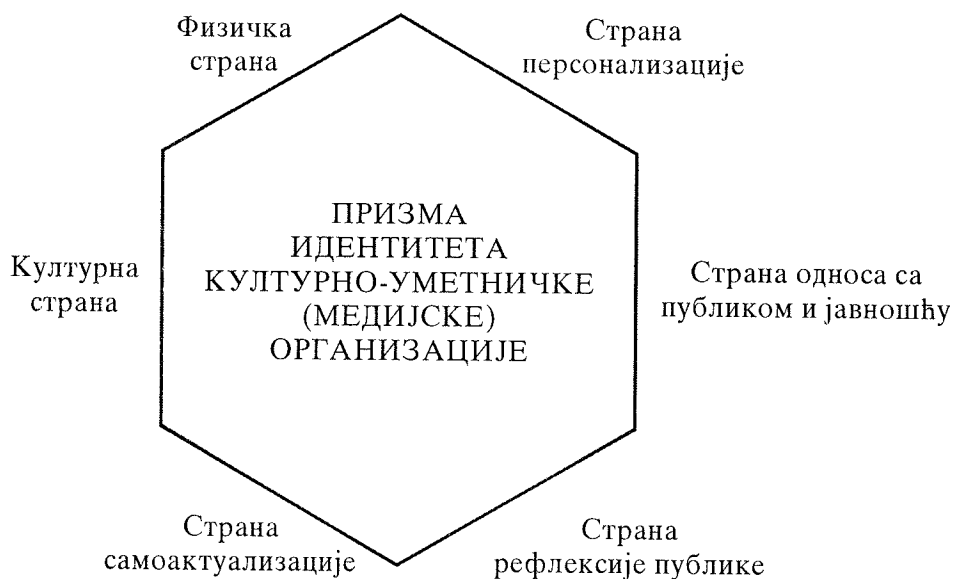 Физичка
страна
Страна
персонализације
ПРИЗМА
ИДЕНТИТЕТА
КУЛТУРНО-УМЕТНИЧКЕ
(МЕДИЈСКЕ)
ОРГАНИЗАЦИЈЕ
Културна
страна
Страна односа са
публиком и јавношћу
Страна
самоактуализације
Страна
рефлексије публике